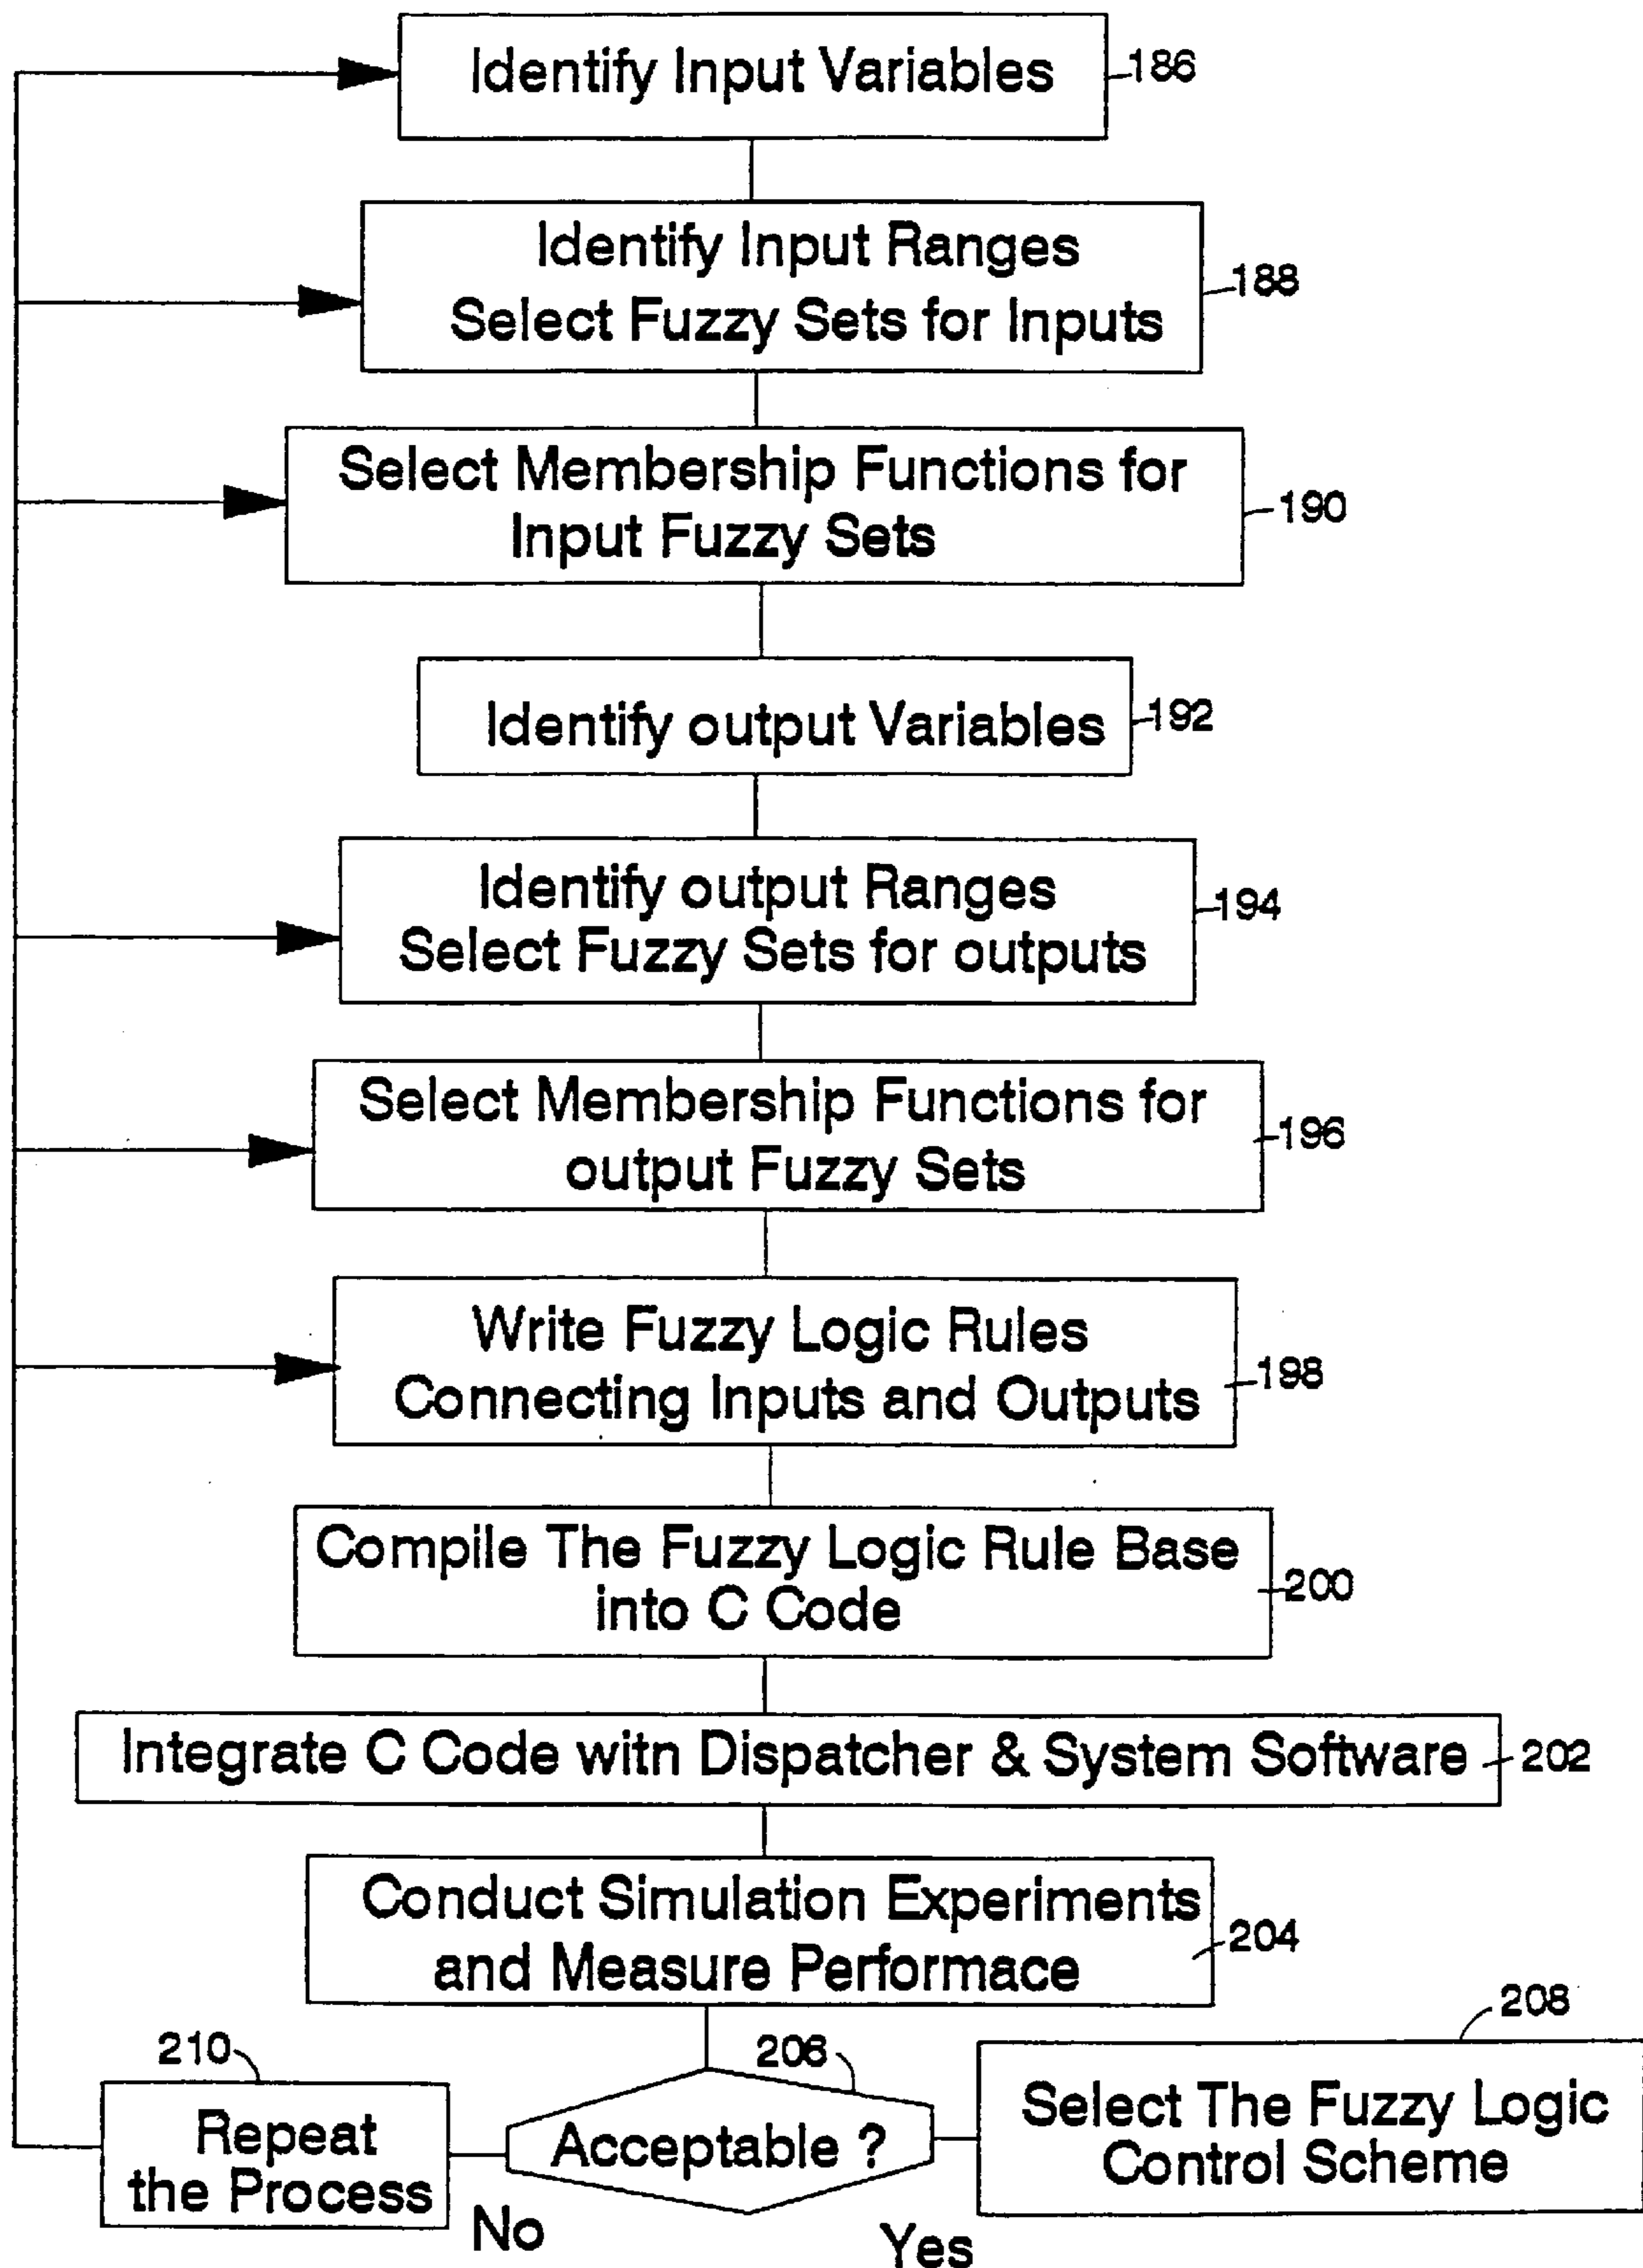 Identify Input Variables
186
Identify Input Ranges
Select Fuzzy Sets for Inputs
188
Select Membership Functions for
Input Fuzzy Sets
190
Identify output Variables
192
Identify output Ranges
Select Fuzzy Sets for outputs
194
Select Membership Functions for
output Fuzzy Sets
196
Write Fuzzy Logic Rules
Connecting Inputs and Outputs
198
Compile The Fuzzy Logic Rule Base
into C Code
200
Integrate C Code witn Dispatcher & System Software
202
Conduct Simulation Experiments
and Measure Performace
204
210
Repeat
the Process
No
206
Acceptable ?
Yes
208
Select The Fuzzy Logic
Control Scheme